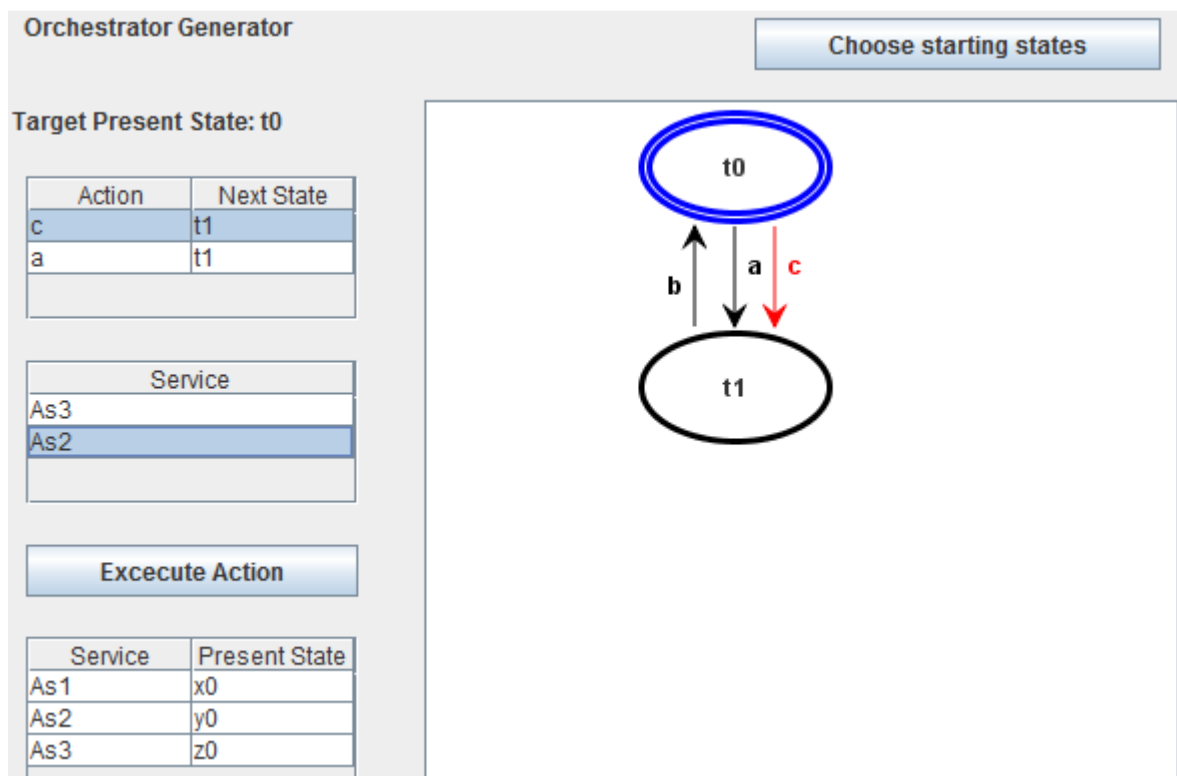 Orchestrator Generator
Choose starting states
Target Present State: t0
Action Next State
c t1
a t1
Service
As3
As2
Excecute Action
Service Present State
As1 x0
As2 y0
As3 z0
t0
b a c
t1